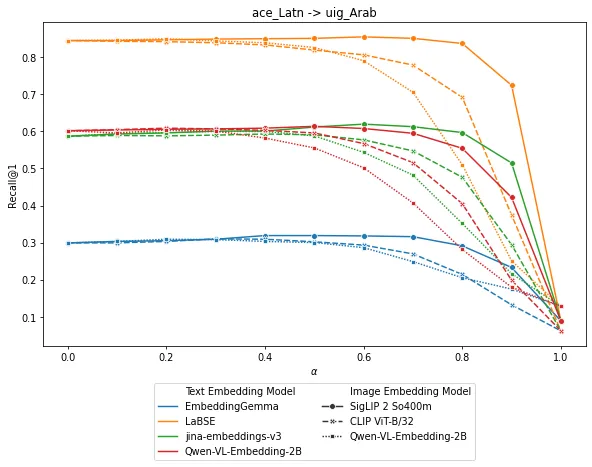 ace_Latn -> uig_Arab
Recall@1
0.8
0.7
0.6
0.5
0.4
0.3
0.2
0.1
0.0 0.2 0.4 0.6 0.8 1.0
α
Text Embedding Model
EmbeddingGemma
LaBSE
jina-embeddings-v3
Qwen-VL-Embedding-2B
Image Embedding Model
SigLIP 2 So400m
CLIP ViT-B/32
Qwen-VL-Embedding-2B